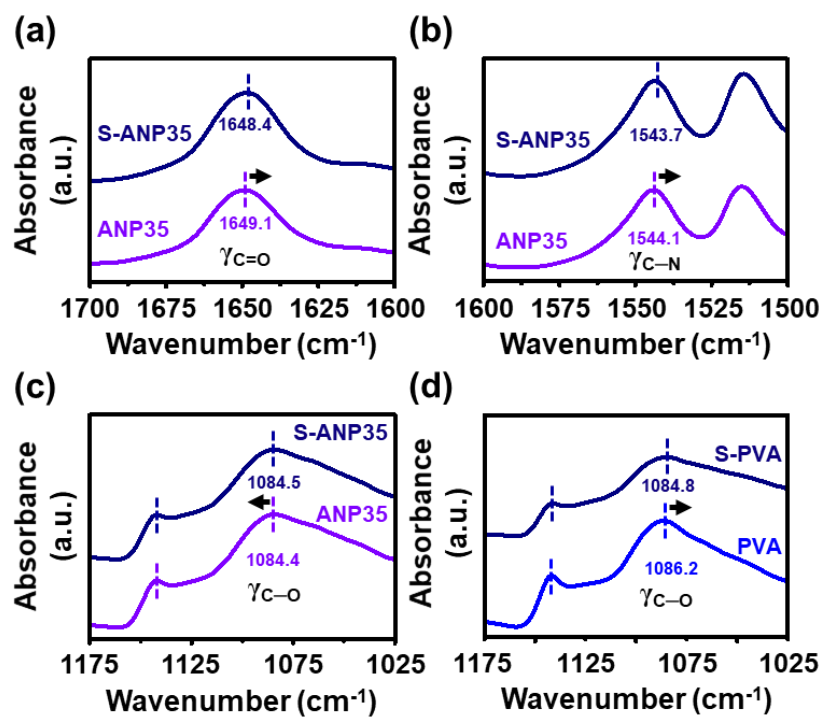 (a)
Absorbance
(a.u.)
S-ANP35
1648.4
ANP35
1649.1
γC=O
1700 1675 1650 1625 1600
Wavenumber (cm-1)
(b)
Absorbance
(a.u.)
S-ANP35
1543.7
ANP35
1544.1
γC–N
1600 1575 1550 1525 1500
Wavenumber (cm-1)
(c)
Absorbance
(a.u.)
S-ANP35
1084.5
ANP35
1084.4
γC–O
1175 1125 1075 1025
Wavenumber (cm-1)
(d)
Absorbance
(a.u.)
S-PVA
1084.8
PVA
1086.2
γC–O
1175 1125 1075 1025
Wavenumber (cm-1)